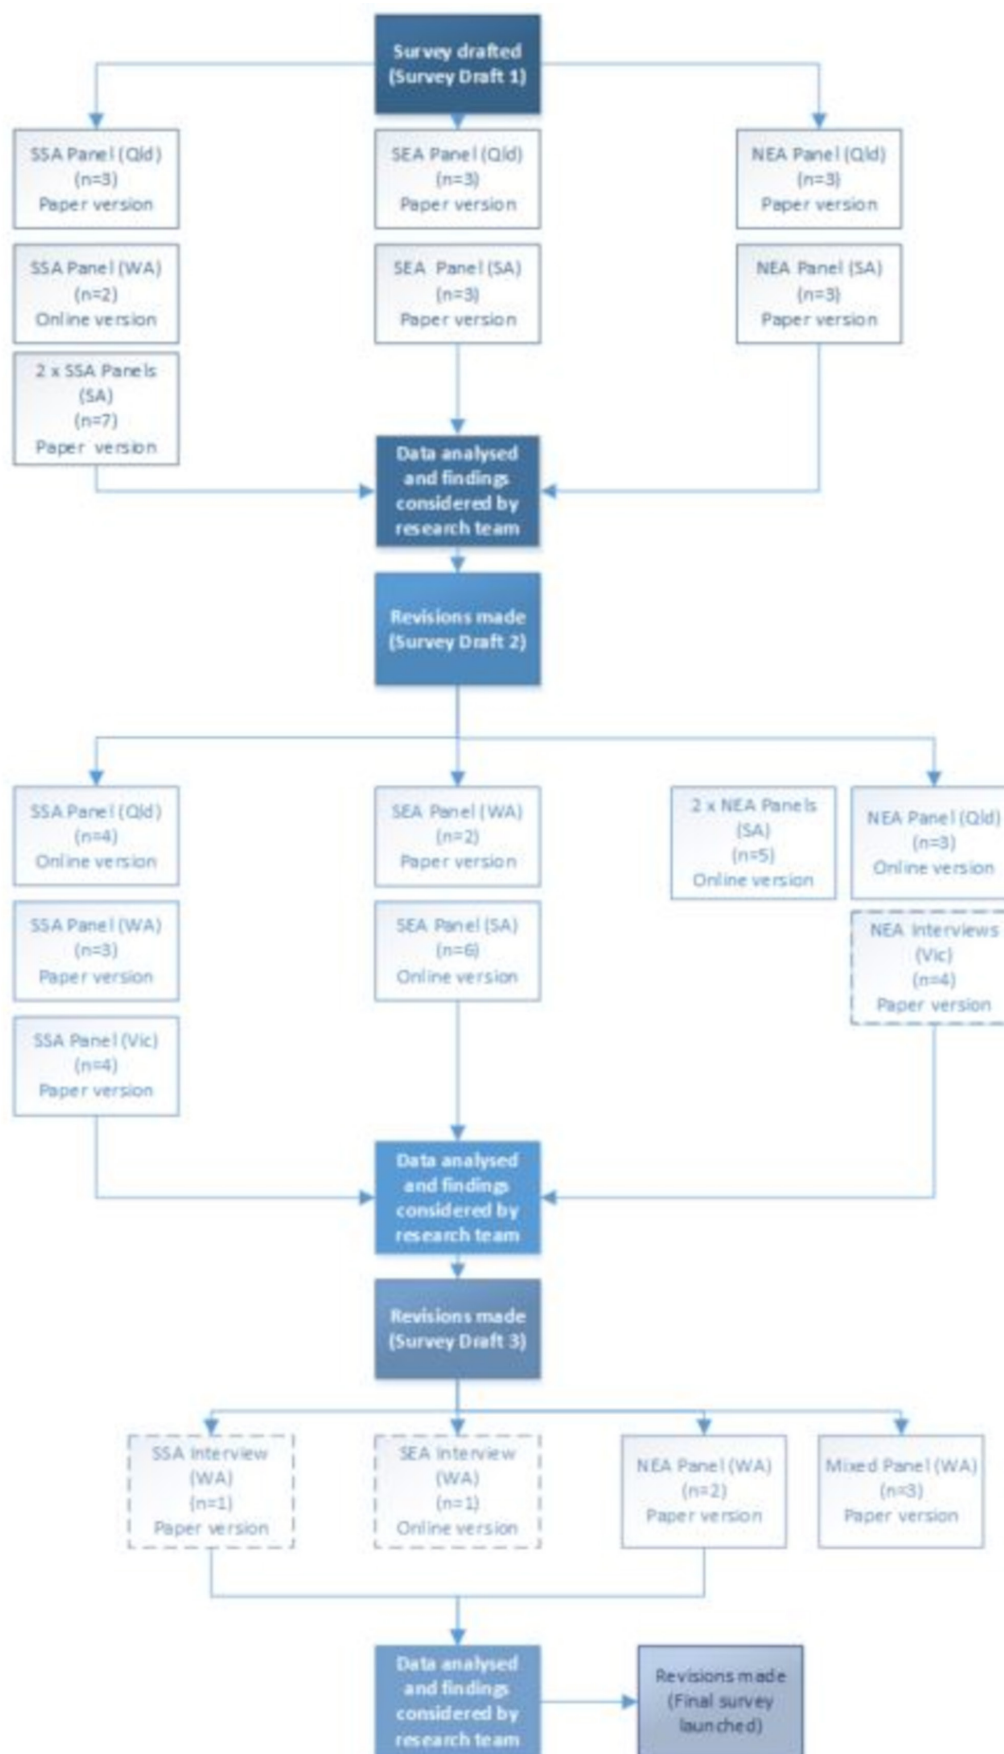 Survey drafted
(Survey Draft 1)
SSA Panel (Qld)
(n=3)
Paper version
SEA Panel (Qld)
(n=3)
Paper version
NEA Panel (Qld)
(n=3)
Paper version
SSA Panel (WA)
(n=2)
Online version
SEA Panel (SA)
(n=3)
Paper version
NEA Panel (SA)
(n=3)
Paper version
2 x SSA Panels
(SA)
(n=7)
Paper version
Data analysed
and findings
considered by
research team
Revisions made
(Survey Draft 2)
SSA Panel (Qld)
(n=4)
Online version
SEA Panel (WA)
(n=2)
Paper version
2 x NEA Panels
(SA)
(n=5)
Online version
NEA Panel (Qld)
(n=3)
Online version
SSA Panel (WA)
(n=3)
Paper version
SEA Panel (SA)
(n=6)
Online version
NEA Interviews
(Vic)
(n=4)
Paper version
SSA Panel (Vic)
(n=4)
Paper version
Data analysed
and findings
considered by
research team
Revisions made
(Survey Draft 3)
SSA Interview
(WA)
(n=1)
Paper version
SEA Interview
(WA)
(n=1)
Online version
NEA Panel (WA)
(n=2)
Paper version
Mixed Panel (WA)
(n=3)
Paper version
Data analysed
and findings
considered by
research team
Revisions made
(Final survey
launched)